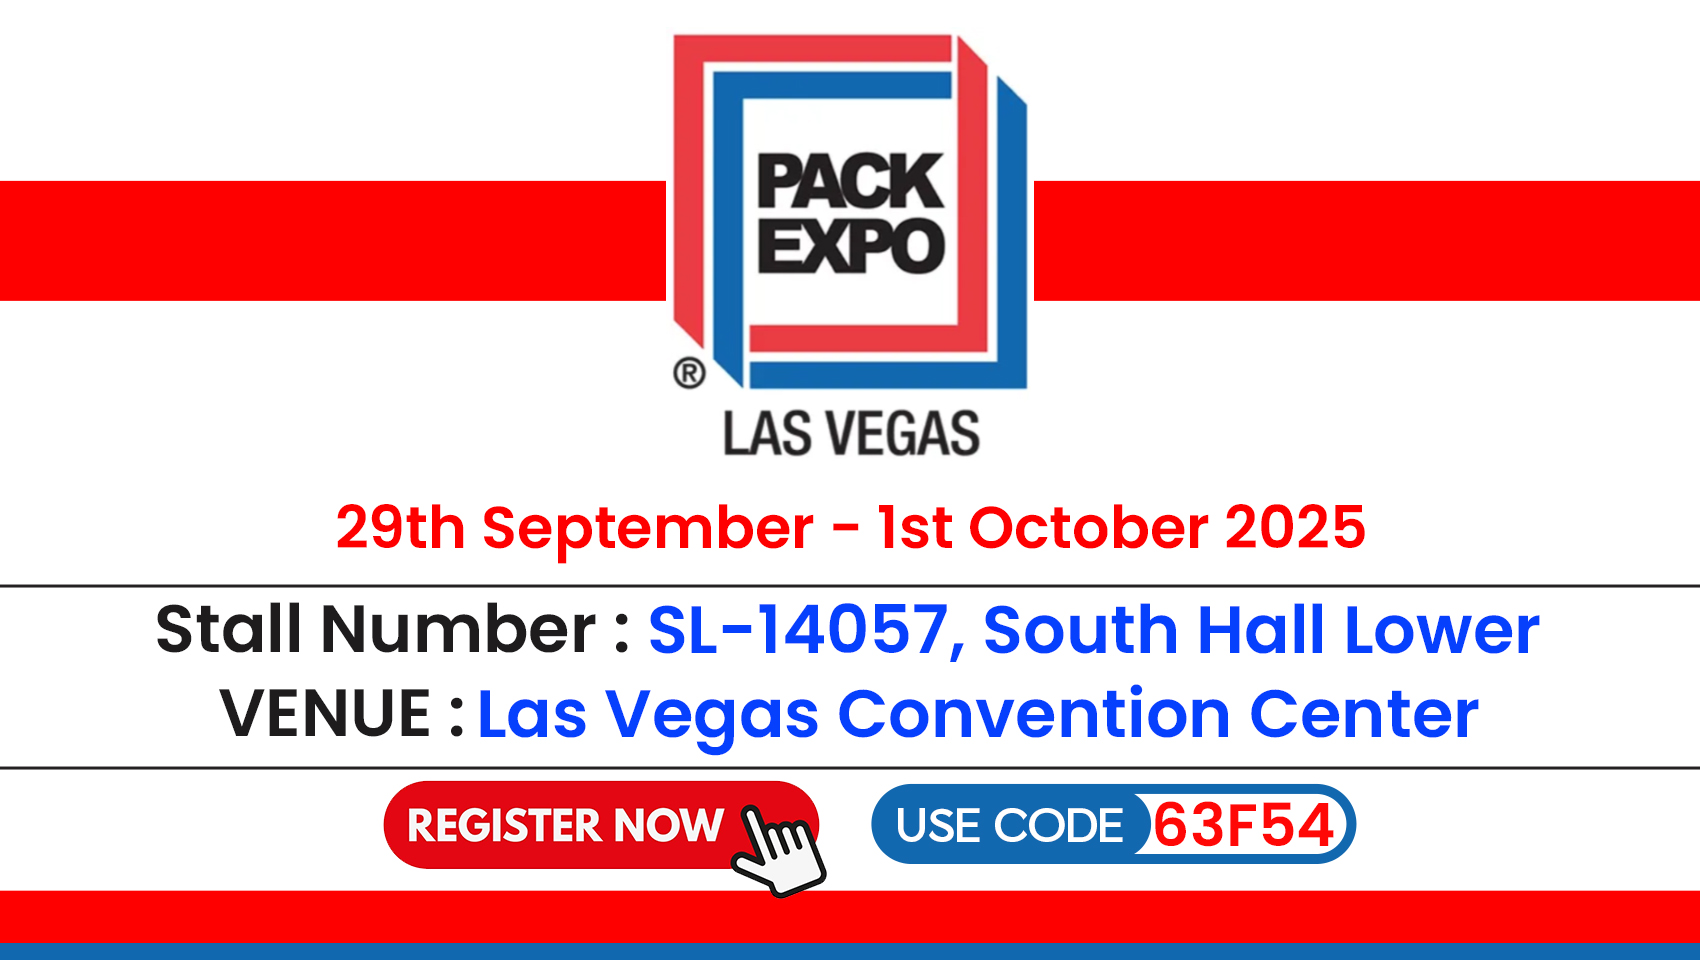 PACK
EXPO
®
LAS VEGAS
29th September - 1st October 2025
Stall Number : SL-14057, South Hall Lower
VENUE : Las Vegas Convention Center
REGISTER NOW
USE CODE 63F54